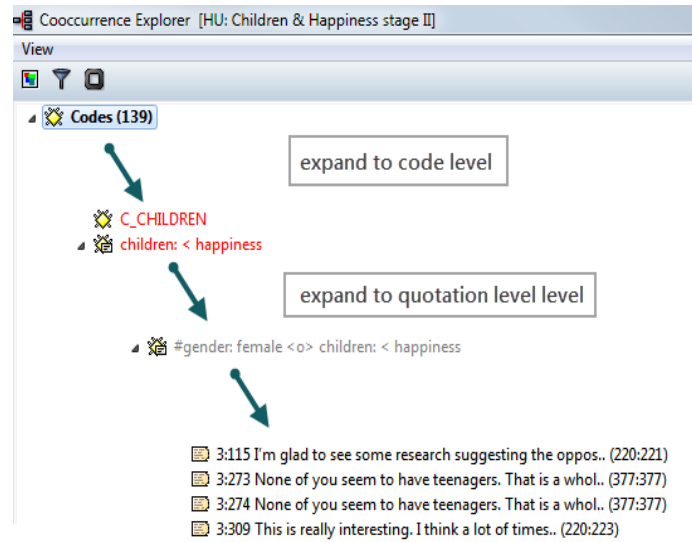 Cooccurrence Explorer [HU: Children & Happiness stage II]
View
Codes (139)
expand to code level
C_CHILDREN
children: < happiness
expand to quotation level level
#gender: female <o> children: < happiness
3:115 I'm glad to see some research suggesting the oppos.. (220:221)
3:273 None of you seem to have teenagers. That is a whol.. (377:377)
3:274 None of you seem to have teenagers. That is a whol.. (377:377)
3:309 This is really interesting. I think a lot of times.. (220:223)